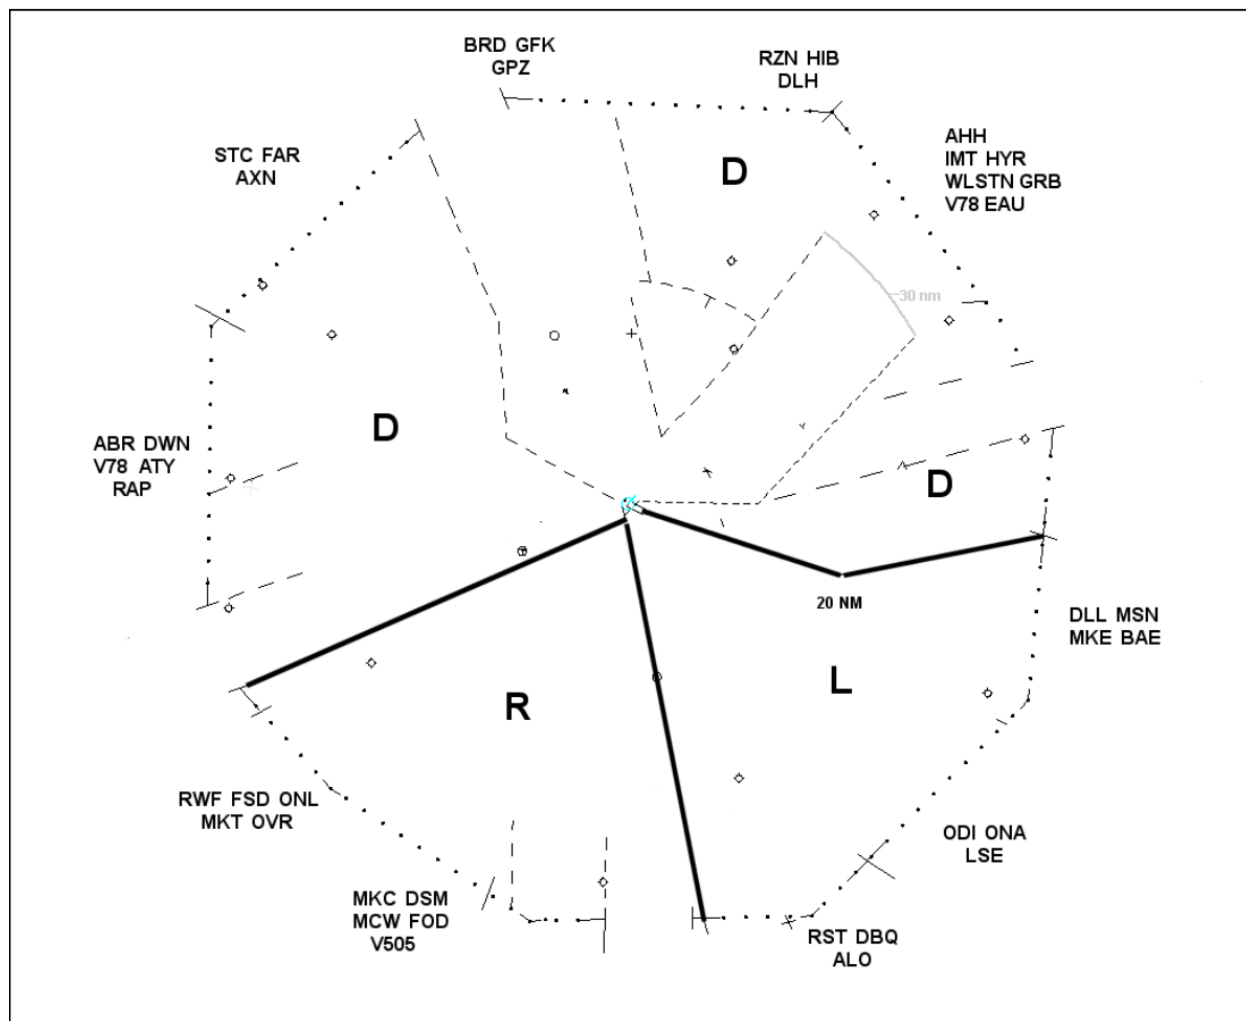 BRD GFK
GPZ
RZN HIB
DLH
STC FAR
AXN
AHH
IMT HYR
WLSTN GRB
V78 EAU
D
30 nm
D
ABR DWN
V78 ATY
RAP
D
20 NM
DLL MSN
MKE BAE
L
R
RWF FSD ONL
MKT OVR
ODI ONA
LSE
MKC DSM
MCW FOD
V505
RST DBQ
ALO